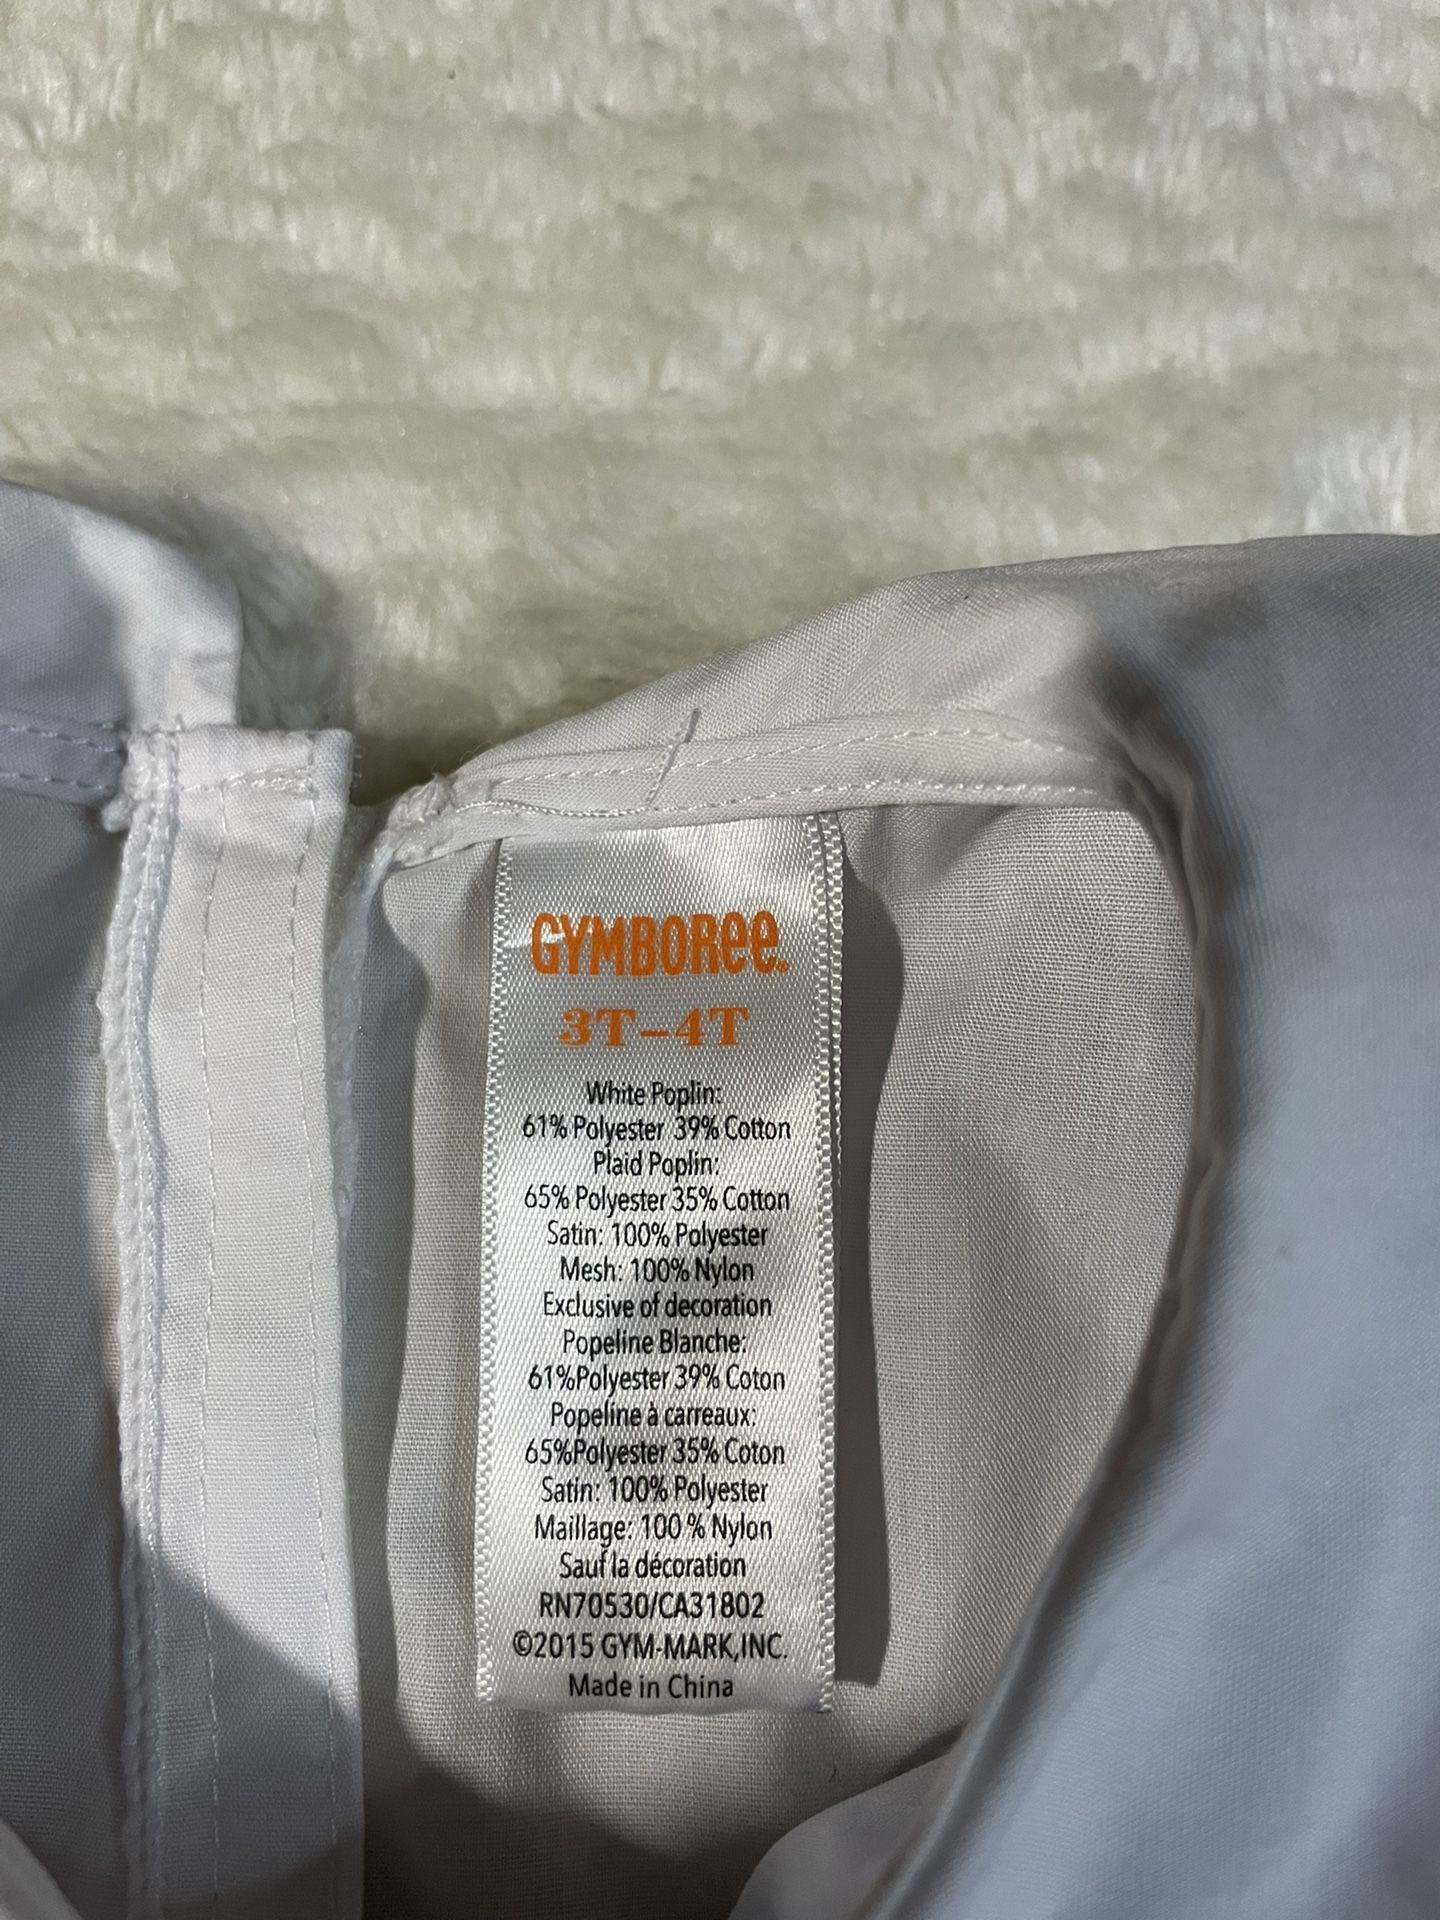 GYMBOREE.
3T-4T
White Poplin:
61% Polyester 39% Cotton
Plaid Poplin:
65% Polyester 35% Cotton
Satin: 100% Polyester
Mesh: 100% Nylon
Exclusive of decoration
Popeline Blanche:
61%Polyester 39% Coton
Popeline à carreaux:
65%Polyester 35% Coton
Satin: 100% Polyester
Maillage: 100 % Nylon
Sauf la décoration
RN70530/CA31802
©2015 GYM-MARK,INC.
Made in China